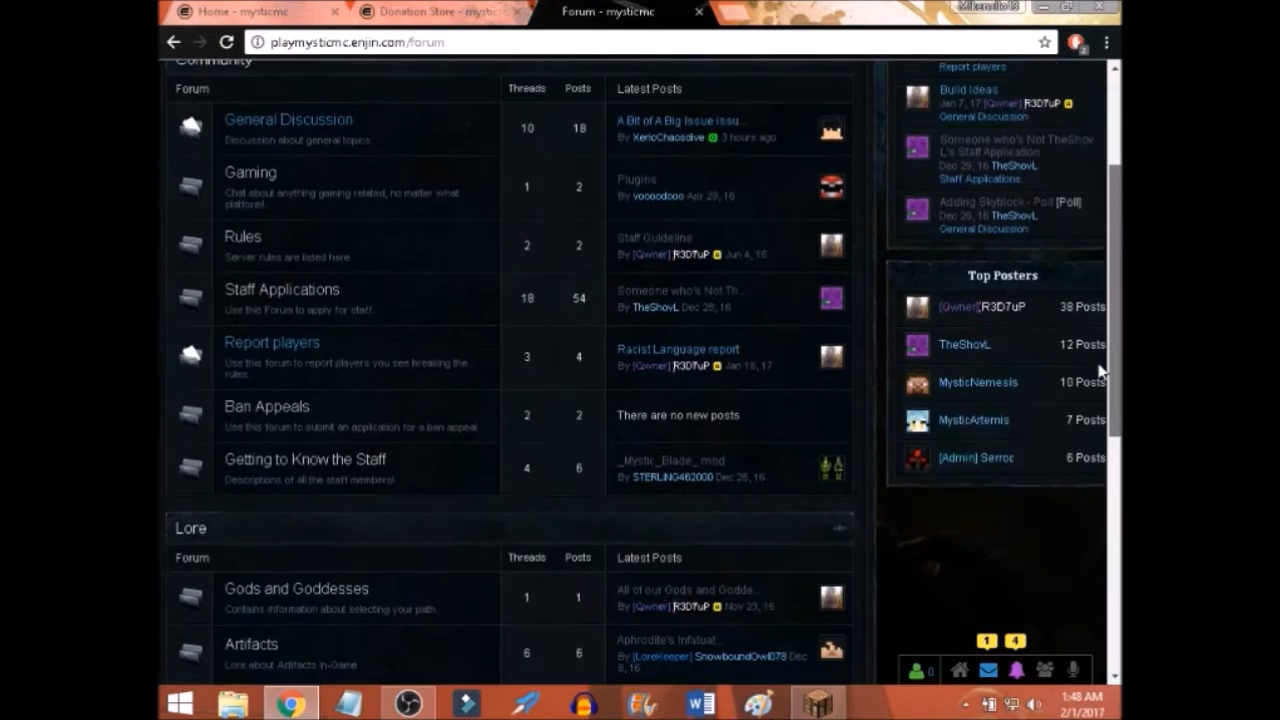 Home - mysticmc
Donation Store - mystic
Forum - mysticmc
playmysticmc.enjin.com/forum
Community
Forum Threads Posts Latest Posts
General Discussion
Discussion about general topics.
10 18
A Bit of A Big Issue issu...
By XericChaosdive 3 hours ago
Gaming
Chat about anything gaming related, no matter what
platform!
1 2
Plugins
By voooodooo Apr 29, 16
Rules
Server rules are listed here.
2 2
Staff Guideline
By [Owner] R3D7uP Jun 4, 16
Staff Applications
Use this Forum to apply for staff.
18 54
Someone who's Not Th...
By TheShovL Dec 28, 16
Report players
Use this forum to report players you see breaking the
rules.
3 4
Racist Language report
By [Owner] R3D7uP Jan 18, 17
Ban Appeals
Use this forum to submit an application for a ban appeal
2 2
There are no new posts
Getting to Know the Staff
Descriptions of all the staff members!
4 6
_Mystic_Blade_ mod
By STERLING462000 Dec 26, 16
Lore
Forum Threads Posts Latest Posts
Gods and Goddesses
Contains information about selecting your path.
1 1
All of our Gods and Godde...
By [Owner] R3D7uP Nov 23, 16
Artifacts
Lore about Artifacts in-Game
6 6
Aphrodite's Infatuat...
By [LoreKeeper] SnowboundOwl078 Dec
8, 16
Report players
Build Ideas
Jan 7, 17 [Owner] R3D7uP
General Discussion
Someone who's Not TheShov
L's Staff Application
Dec 29, 16 TheShovL
Staff Applications
Adding Skyblock - Poll [Poll]
Dec 28, 16 TheShovL
General Discussion
Top Posters
[Owner] R3D7uP 38 Posts
TheShovL 12 Posts
MysticNemesis 10 Posts
MysticArtemis 7 Posts
[Admin] Serroc 6 Posts
1 4
0
1:48 AM
2/1/2017